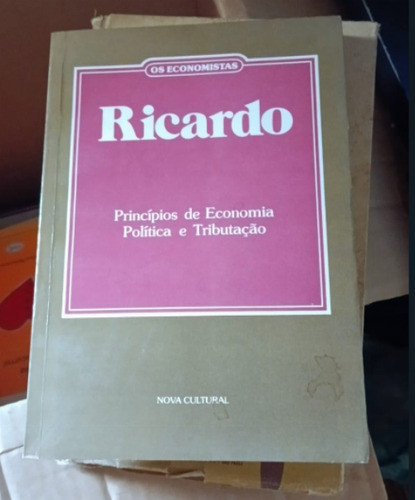 OS ECONOMISTAS
Ricardo
Princípios de Economia
Política e Tributação
NOVA CULTURAL